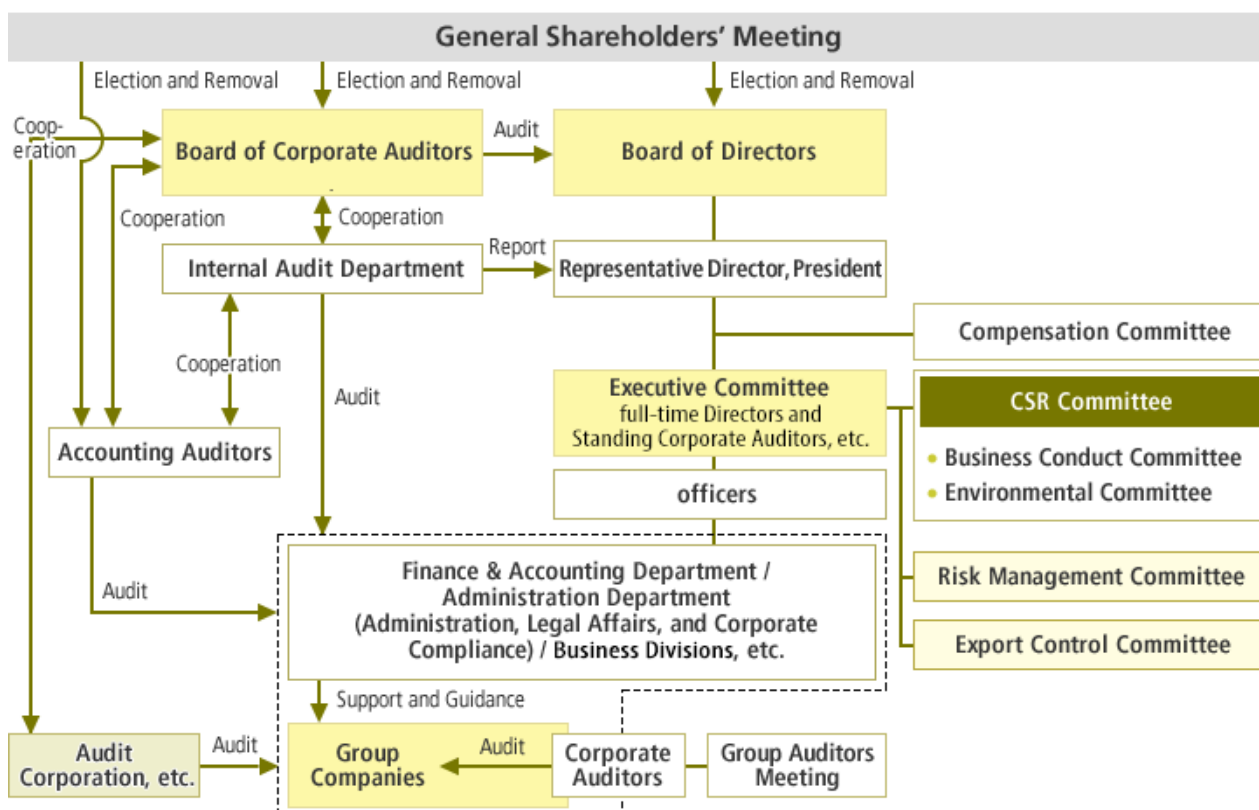 General Shareholders' Meeting
Election and Removal
Election and Removal
Election and Removal
Coop-
eration
Board of Corporate Auditors
Audit
Board of Directors
Cooperation
Cooperation
Internal Audit Department
Report
Representative Director, President
Compensation Committee
Cooperation
Audit
Executive Committee
full-time Directors and
Standing Corporate Auditors, etc.
CSR Committee
• Business Conduct Committee
• Environmental Committee
Accounting Auditors
officers
Audit
Finance & Accounting Department /
Administration Department
(Administration, Legal Affairs, and Corporate
Compliance) / Business Divisions, etc.
Risk Management Committee
Export Control Committee
Support and Guidance
Audit
Corporation, etc.
Audit
Group
Companies
Audit
Corporate
Auditors
Group Auditors
Meeting